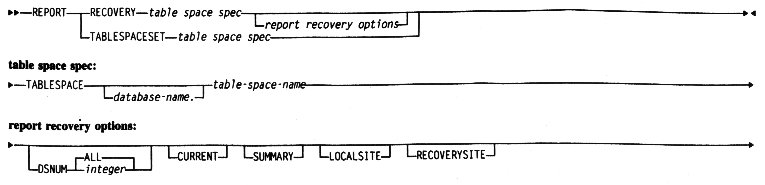 REPORT RECOVERY table space spec
report recovery options
TABLESPACESET table space spec
table space spec:
TABLESPACE table-space-name
database-name.
report recovery options:
ALL CURRENT SUMMARY LOCALSITE RECOVERYSITE
DSNUM integer